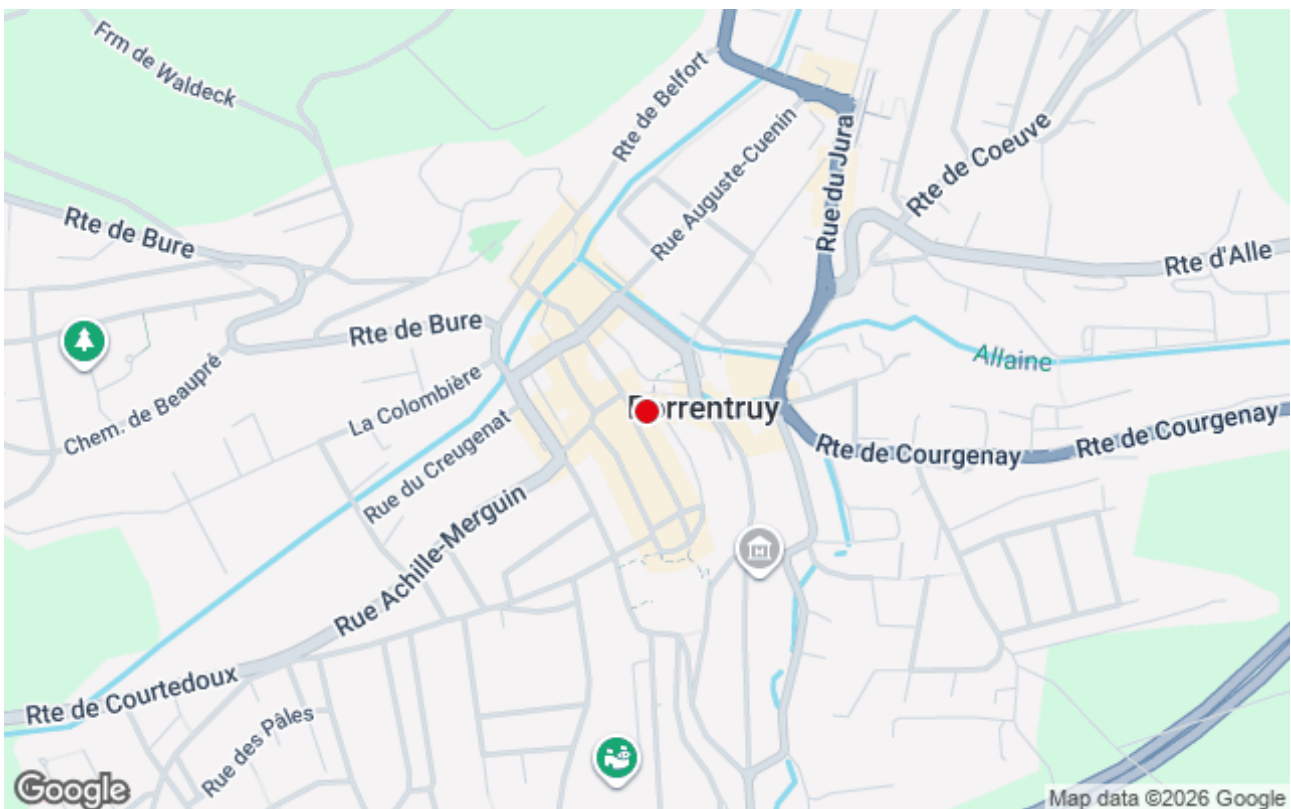 Frm de Waldeck
Rte de Belfort
Rue Auguste-Cuenin
Rue du Jura
Rte de Coeuve
Rte de Bure
Rte d'Alle
Rte de Bure
Allaine
Chem. de Beaupré
La Colombière
Porrentruy
Rue du Creugenat
Rte de Courgenay
Rte de Courgenay
Rue Achille-Merguin
Rte de Courtedoux
Rue des Pâles
Google
Map data ©2026 Google